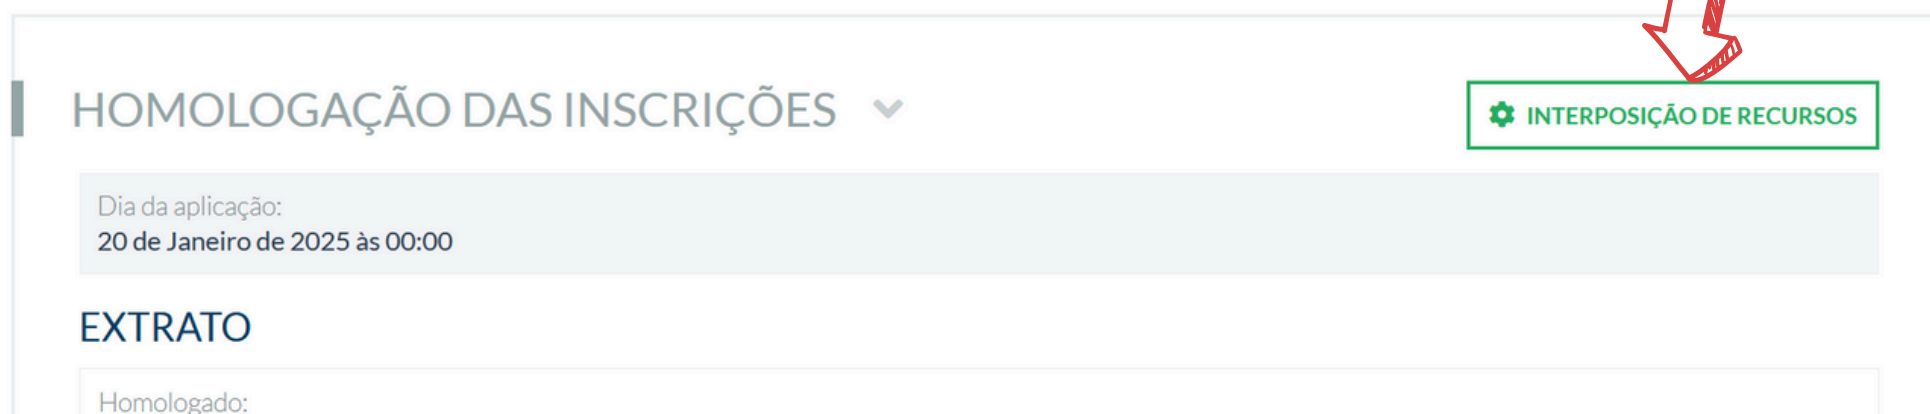 HOMOLOGAÇÃO DAS INSCRIÇÕES
INTERPOSIÇÃO DE RECURSOS
Dia da aplicação:
20 de Janeiro de 2025 às 00:00
EXTRATO
Homologado: